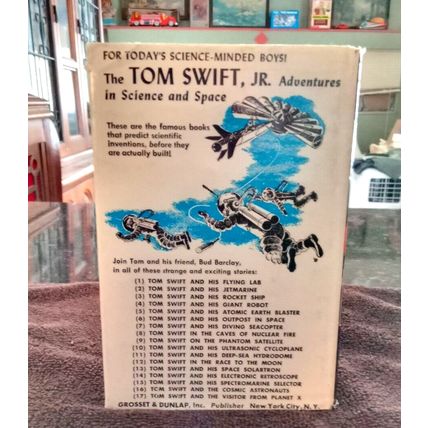 FOR TODAY'S SCIENCE-MINDED BOYS!
The TOM SWIFT, JR. Adventures
in Science and Space
These are the famous books
that predict scientific
inventions, before they
are actually built!
Join Tom and his friend, Bud Barclay,
in all of these strange and exciting stories:
(1) TOM SWIFT AND HIS FLYING LAB
(2) TOM SWIFT AND HIS JETMARINE
(3) TOM SWIFT AND HIS ROCKET SHIP
(4) TOM SWIFT AND HIS GIANT ROBOT
(5) TOM SWIFT AND HIS ATOMIC EARTH BLASTER
(6) TOM SWIFT AND HIS OUTPOST IN SPACE
(7) TOM SWIFT AND HIS DIVING SEACOPTER
(8) TOM SWIFT IN THE CAVES OF NUCLEAR FIRE
(9) TOM SWIFT ON THE PHANTOM SATELLITE
(10) TOM SWIFT AND HIS ULTRASONIC CYCLOPLANE
(11) TOM SWIFT AND HIS DEEP-SEA HYDRODOME
(12) TOM SWIFT IN THE RACE TO THE MOON
(13) TOM SWIFT AND HIS SPACE SOLARTRON
(14) TOM SWIFT AND HIS ELECTRONIC RETROSCOPE
(15) TOM SWIFT AND HIS SPECTROMARINE SELECTOR
(16) TOM SWIFT AND THE COSMIC ASTRONAUTS
(17) TOM SWIFT AND THE VISITOR FROM PLANET X
GROSSET & DUNLAP, Inc. Publisher New York City, N. Y.